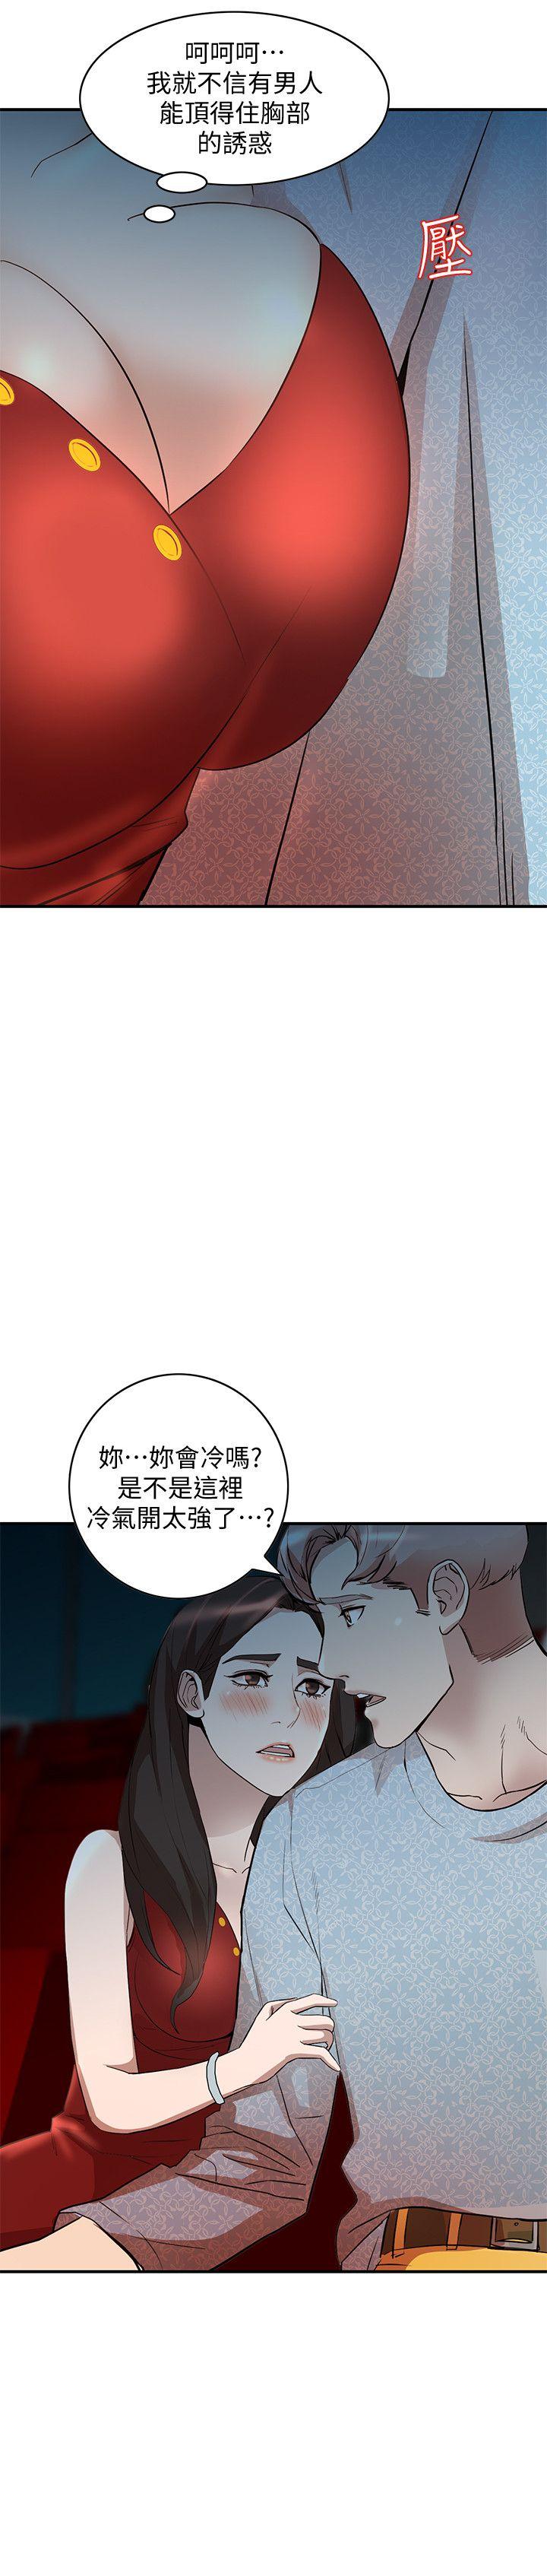 呵呵呵⋯
我就不信有男人
能頂得住胸部
的誘惑
壓
妳⋯妳會冷嗎?
是不是這裡
冷氣開太強了⋯?